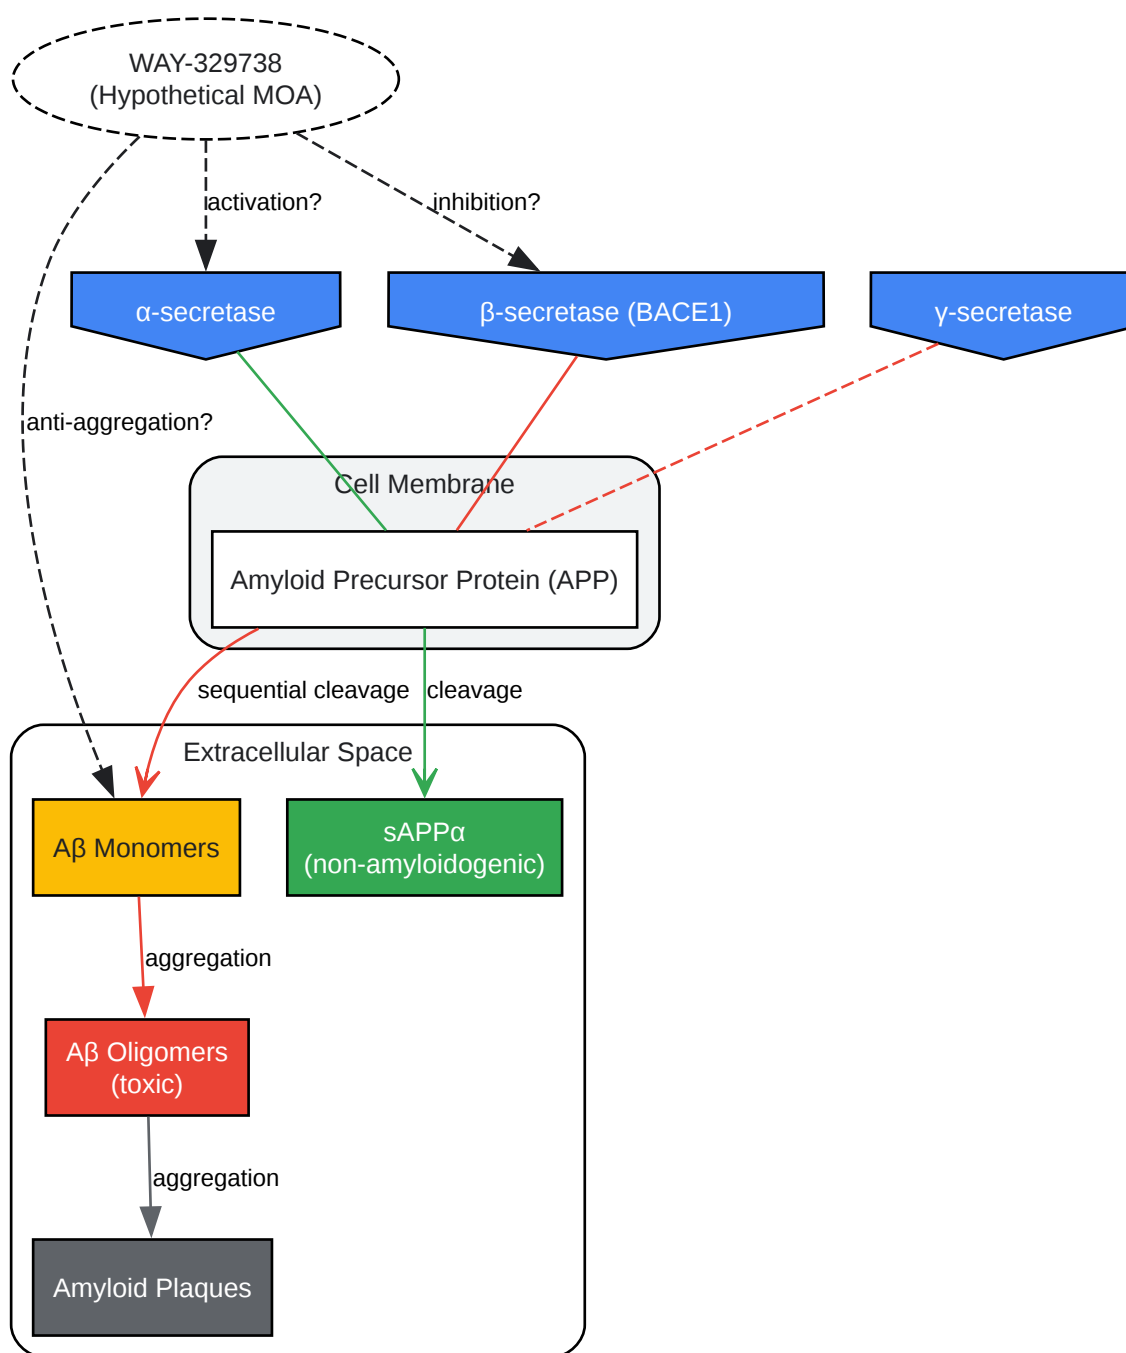 WAY-329738
(Hypothetical MOA)
activation?
inhibition?
α-secretase
β-secretase (BACE1)
γ-secretase
anti-aggregation?
Cell Membrane
Amyloid Precursor Protein (APP)
sequential cleavage
cleavage
Extracellular Space
Aβ Monomers
sAPPα
(non-amyloidogenic)
aggregation
Aβ Oligomers
(toxic)
aggregation
Amyloid Plaques